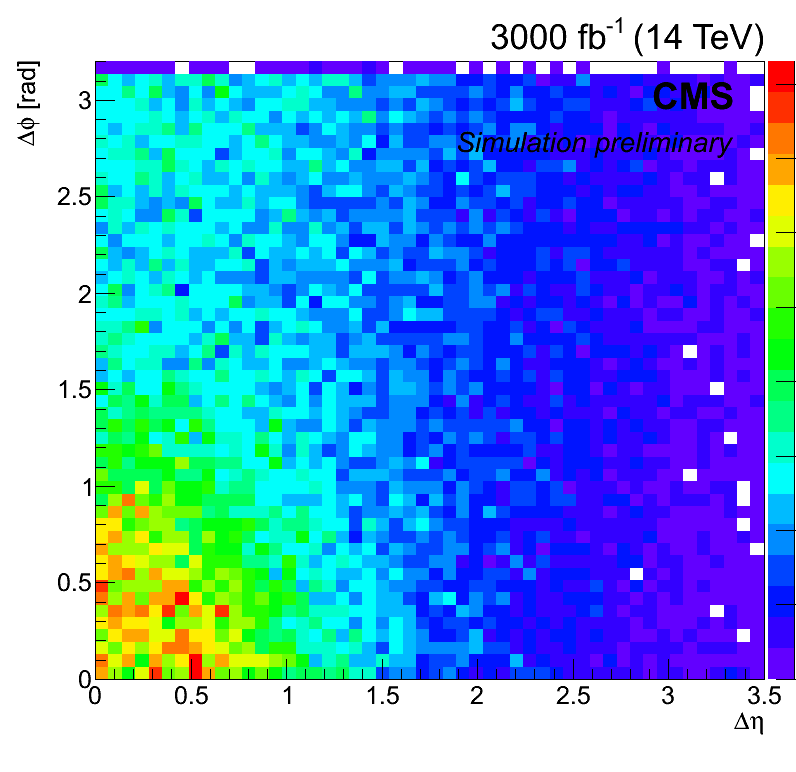 3000 fb-1 (14 TeV)
Δϕ [rad]
CMS
Simulation preliminary
3
2.5
2
1.5
1
0.5
0
0 0.5 1 1.5 2 2.5 3 3.5
Δη